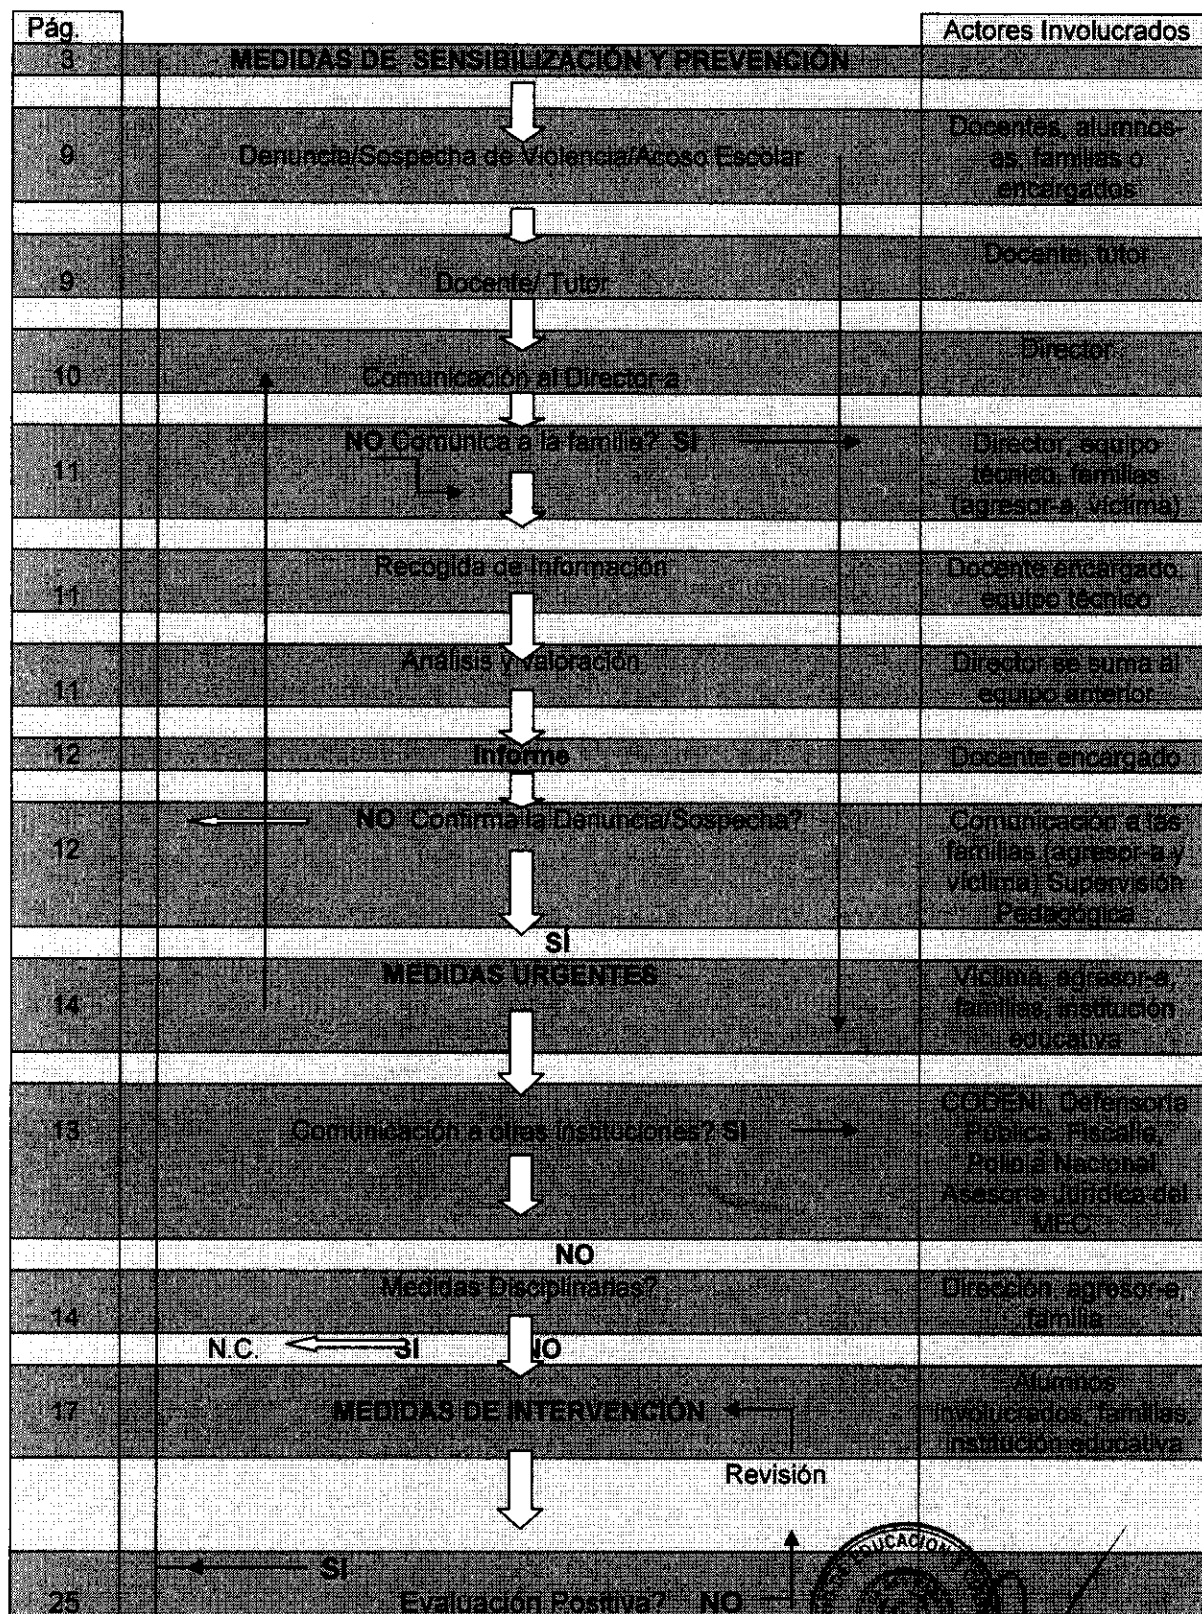 Pág.
Actores Involucrados
3
MEDIDAS DE SENSIBILIZACIÓN Y PREVENCIÓN
9
Denuncia/Sospecha de Violencia/Acoso Escolar
Docentes, alumnos-
as, familias o
encargados
9
Docente/ Tutor
Docente, tutor
10
Comunicación al Director-a
Director
11
NO Comunica a la familia? SI
Director, equipo
técnico, familias
(agresor-a, víctima)
11
Recogida de Información
Docente encargado,
equipo técnico
11
Análisis y Valoración
Director se suma al
equipo anterior
12
Informe
Docente encargado
12
NO Confirma la Denuncia/Sospecha?
Comunicación a las
familias (agresor-a y
víctima) Supervisión
Pedagógica
SÍ
14
MEDIDAS URGENTES
Víctima, agresor-a,
familias, institución
educativa
13
Comunicación a otras instituciones? SI
CODENI, Defensoría
Pública, Fiscalía,
Policía Nacional,
Asesoría Jurídica del
MEC
NO
14
Medidas Disciplinarias?
Dirección, agresor-a,
familia
N.C.
SI
NO
17
MEDIDAS DE INTERVENCIÓN
Alumnos
involucrados, familias,
institución educativa
Revisión
SI
25
Evaluación Positiva? NO
EDUCACION